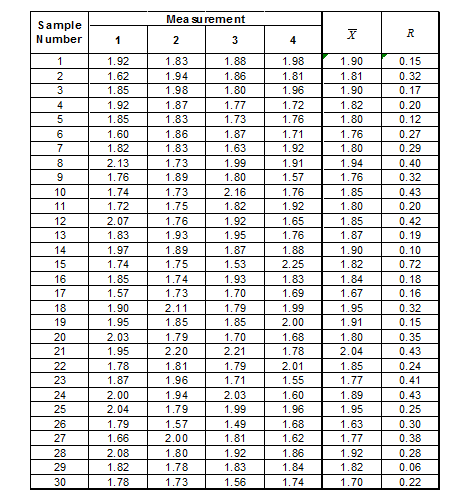 Sample Number Measurement X̅ R
1 2 3 4
1 1.92 1.83 1.88 1.98 1.90 0.15
2 1.62 1.94 1.86 1.81 1.81 0.32
3 1.85 1.98 1.80 1.96 1.90 0.17
4 1.92 1.87 1.77 1.72 1.82 0.20
5 1.85 1.83 1.73 1.76 1.80 0.12
6 1.60 1.86 1.87 1.71 1.76 0.27
7 1.82 1.83 1.63 1.92 1.80 0.29
8 2.13 1.73 1.99 1.91 1.94 0.40
9 1.76 1.89 1.80 1.57 1.76 0.32
10 1.74 1.73 2.16 1.76 1.85 0.43
11 1.72 1.75 1.82 1.92 1.80 0.20
12 2.07 1.76 1.92 1.65 1.85 0.42
13 1.83 1.93 1.95 1.76 1.87 0.19
14 1.97 1.89 1.87 1.88 1.90 0.10
15 1.74 1.75 1.53 2.25 1.82 0.72
16 1.85 1.74 1.93 1.83 1.84 0.18
17 1.57 1.73 1.70 1.69 1.67 0.16
18 1.90 2.11 1.79 1.99 1.95 0.32
19 1.95 1.85 1.85 2.00 1.91 0.15
20 2.03 1.79 1.70 1.68 1.80 0.35
21 1.95 2.20 2.21 1.78 2.04 0.43
22 1.78 1.81 1.79 2.01 1.85 0.24
23 1.87 1.96 1.71 1.55 1.77 0.41
24 2.00 1.94 2.03 1.60 1.89 0.43
25 2.04 1.79 1.99 1.96 1.95 0.25
26 1.79 1.57 1.49 1.68 1.63 0.30
27 1.66 2.00 1.81 1.62 1.77 0.38
28 2.08 1.80 1.92 1.86 1.92 0.28
29 1.82 1.78 1.83 1.84 1.82 0.06
30 1.78 1.73 1.56 1.74 1.70 0.22